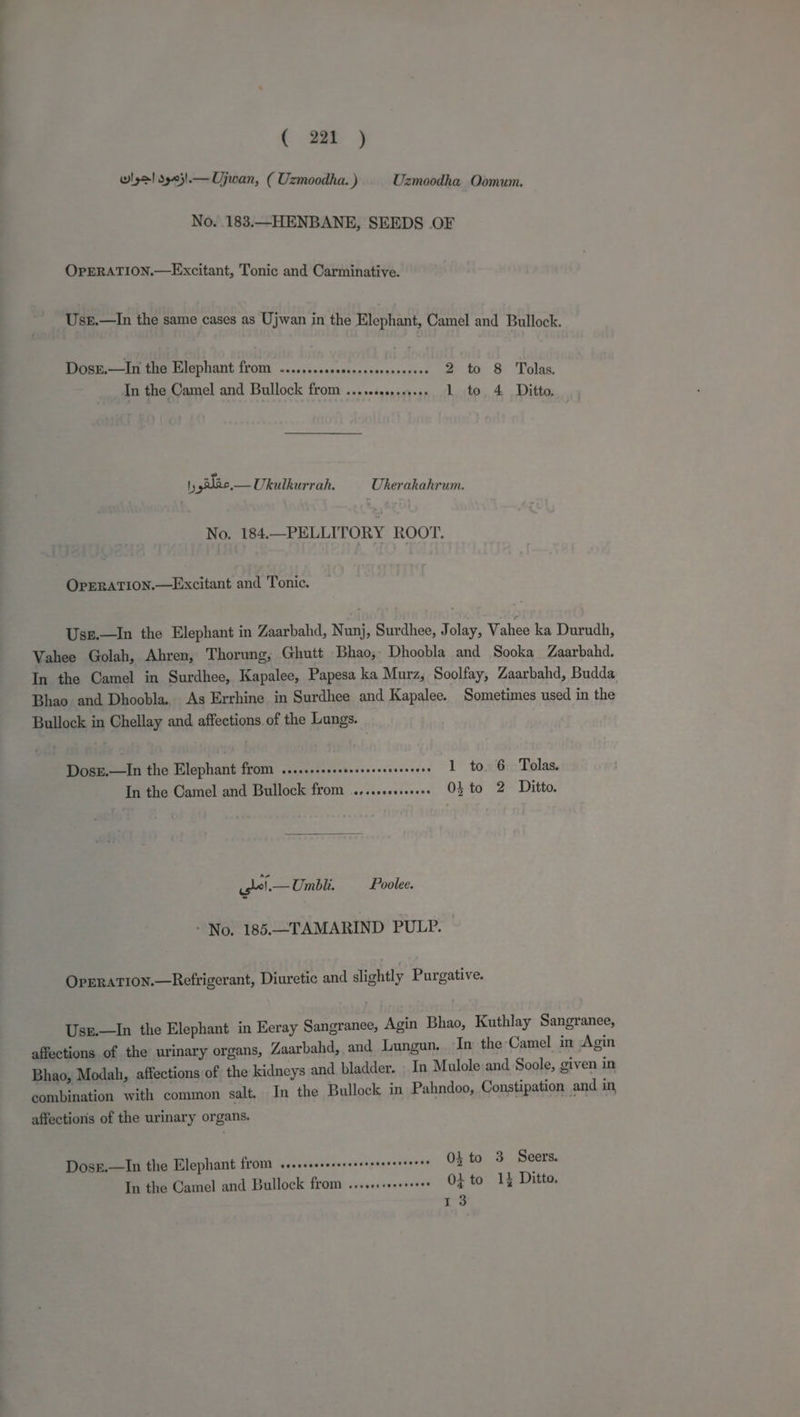 ( 221 )
اجوان ازمودہ.—Ujwan, ( Uzmoodha. ) Uzmoodha Oomum.
No. 183.—HENBANE, SEEDS OF
OPERATION.—Excitant, Tonic and Carminative.
USE.—In the same cases as Ujwan in the Elephant, Camel and Bullock.
DOSE.—In the Elephant from .............................. 2 to 8 Tolas.
In the Camel and Bullock from ............... 1 to 4 Ditto.
عقلقرا.—Ukulkurrah. Ukerakahrum.
No. 184.—PELLITORY ROOT.
OPERATION.—Excitant and Tonic.
USE.—In the Elephant in Zaarbahd, Nunj, Surdhee, Jolay, Vahee ka Durudh,
Vahee Golah, Ahren, Thorung, Ghutt Bhao, Dhoobla and Sooka Zaarbahd.
In the Camel in Surdhee, Kapalee, Papesa ka Murz, Soolfay, Zaarbahd, Budda
Bhao and Dhoobla. As Errhine in Surdhee and Kapalee. Sometimes used in the
Bullock in Chellay and affections of the Lungs.
DOSE.—In the Elephant from .............................. 1 to 6 Tolas.
In the Camel and Bullock from ............... 0½ to 2 Ditto.
Umbli. Poolee.
No. 185.—TAMARIND PULP.
OPERATION.—Refrigerant, Diuretic and slightly Purgative.
USE.—In the Elephant in Eeray Sangranee, Agin Bhao, Kuthlay Sangranee,
affections of the urinary organs, Zaarbahd, and Lungun. In the Camel in Agin
Bhao, Modah, affections of the kidneys and bladder. In Mulole and Soole, given in
combination with common salt. In the Bullock in Pahndoo, Constipation and in
affections of the urinary organs.
DOSE.—In the Elephant from .............................. 0½ to 3 Seers.
In the Camel and Bullock from ............... 0¼ to 1½ Ditto.
I 3